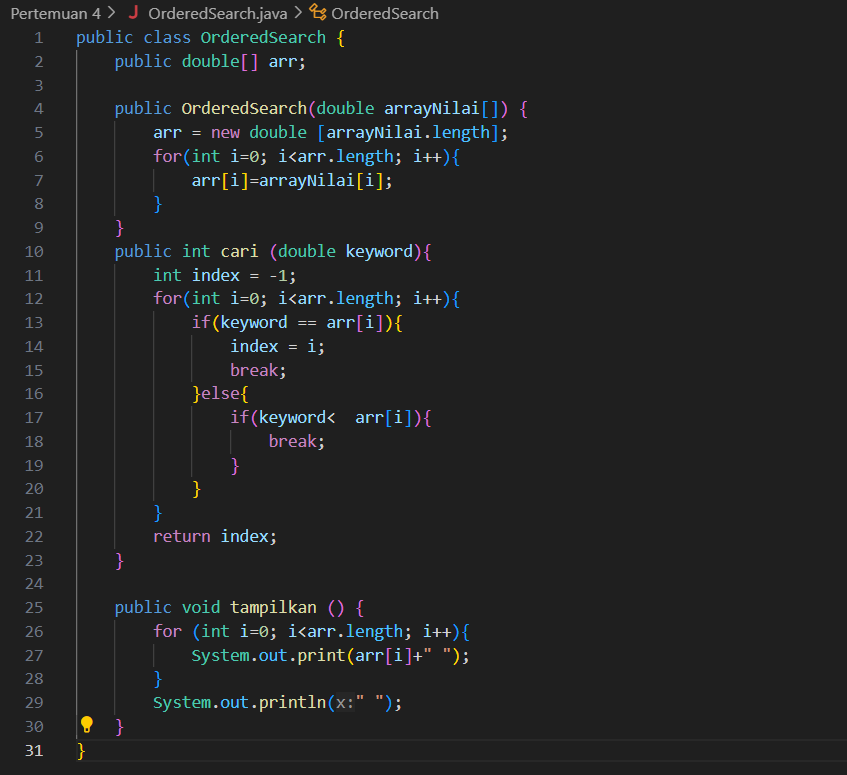 Pertemuan 4 > J OrderedSearch.java > OrderedSearch
1 public class OrderedSearch {
2     public double[] arr;
3
4     public OrderedSearch(double arrayNilai[]) {
5         arr = new double [arrayNilai.length];
6         for(int i=0; i<arr.length; i++){
7             arr[i]=arrayNilai[i];
8         }
9     }
10     public int cari (double keyword){
11         int index = -1;
12         for(int i=0; i<arr.length; i++){
13             if(keyword == arr[i]){
14                 index = i;
15                 break;
16             }else{
17                 if(keyword<  arr[i]){
18                     break;
19                 }
20             }
21         }
22         return index;
23     }
24
25     public void tampilkan () {
26         for (int i=0; i<arr.length; i++){
27             System.out.print(arr[i]+" ");
28         }
29         System.out.println(x:" ");
30     }
31 }